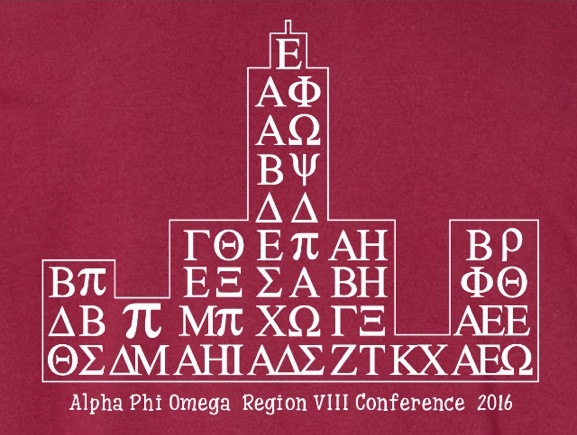 Ε
ΑΦ
ΑΩ
Βψ
ΔΔ
ΓΘ Επ ΑΗ Βρ
Βπ ΕΞ ΣΑ ΒΗ ΦΘ
ΔΒ π Μπ ΧΩ ΓΞ ΑΕΕ
ΘΣ ΔΜ ΑΗΙ ΑΔΣ ΖΤ ΚΧ ΑΕΩ
Alpha Phi Omega Region VIII Conference 2016